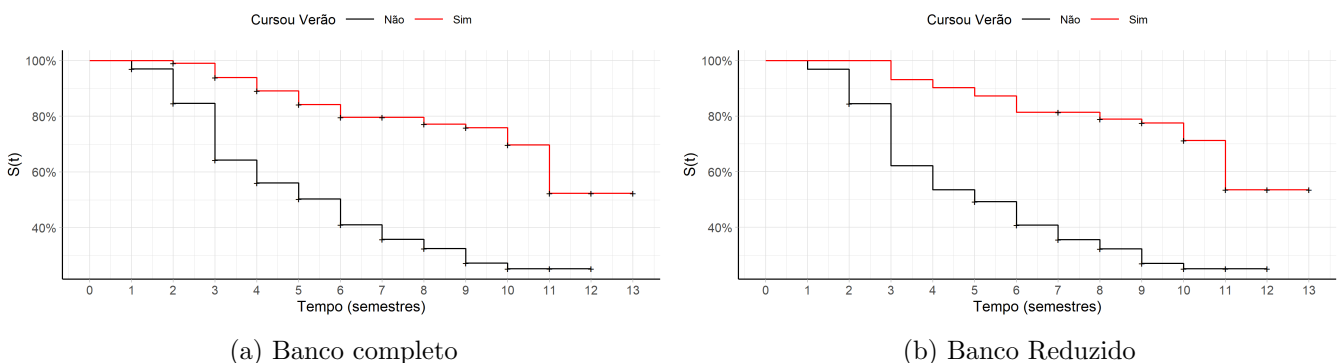 Cursou Verão Não Sim
S(t)
100%
80%
60%
40%
0 1 2 3 4 5 6 7 8 9 10 11 12 13
Tempo (semestres)
(a) Banco completo
Cursou Verão Não Sim
S(t)
100%
80%
60%
40%
0 1 2 3 4 5 6 7 8 9 10 11 12 13
Tempo (semestres)
(b) Banco Reduzido